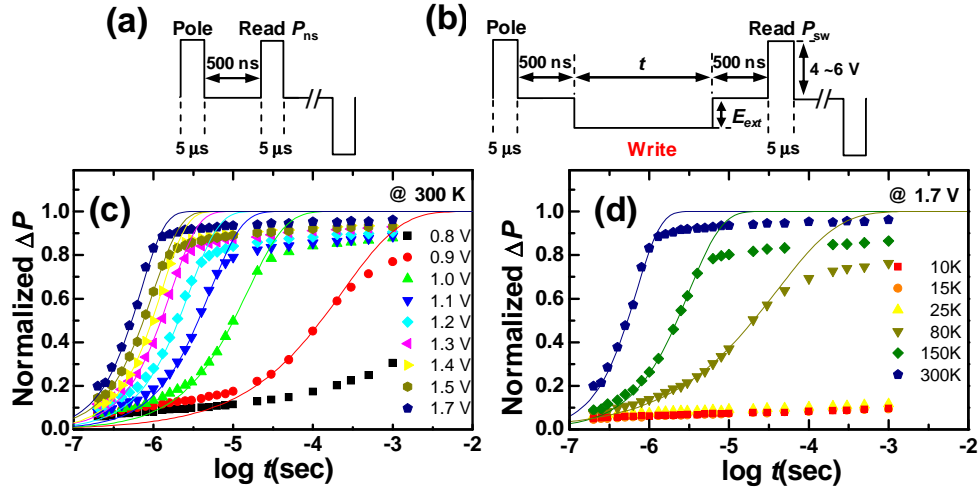 (a)
Pole
Read Pns
500 ns
5 µs
5 µs
(b)
Pole
Read Psw
500 ns
t
500 ns
4 ~6 V
Eext
5 µs
Write
5 µs
(c)
@ 300 K
Normalized ΔP
1.0
0.8
0.6
0.4
0.2
0.0
0.8 V
0.9 V
1.0 V
1.1 V
1.2 V
1.3 V
1.4 V
1.5 V
1.7 V
-7 -6 -5 -4 -3 -2
log t(sec)
(d)
@ 1.7 V
Normalized ΔP
1.0
0.8
0.6
0.4
0.2
0.0
10K
15K
25K
80K
150K
300K
-7 -6 -5 -4 -3 -2
log t(sec)